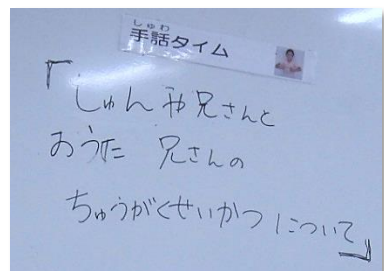 しゅわ
手話タイム
「しゅんや兄さんと
おうた 兄さんの
ちゅうがくせいかつ について」